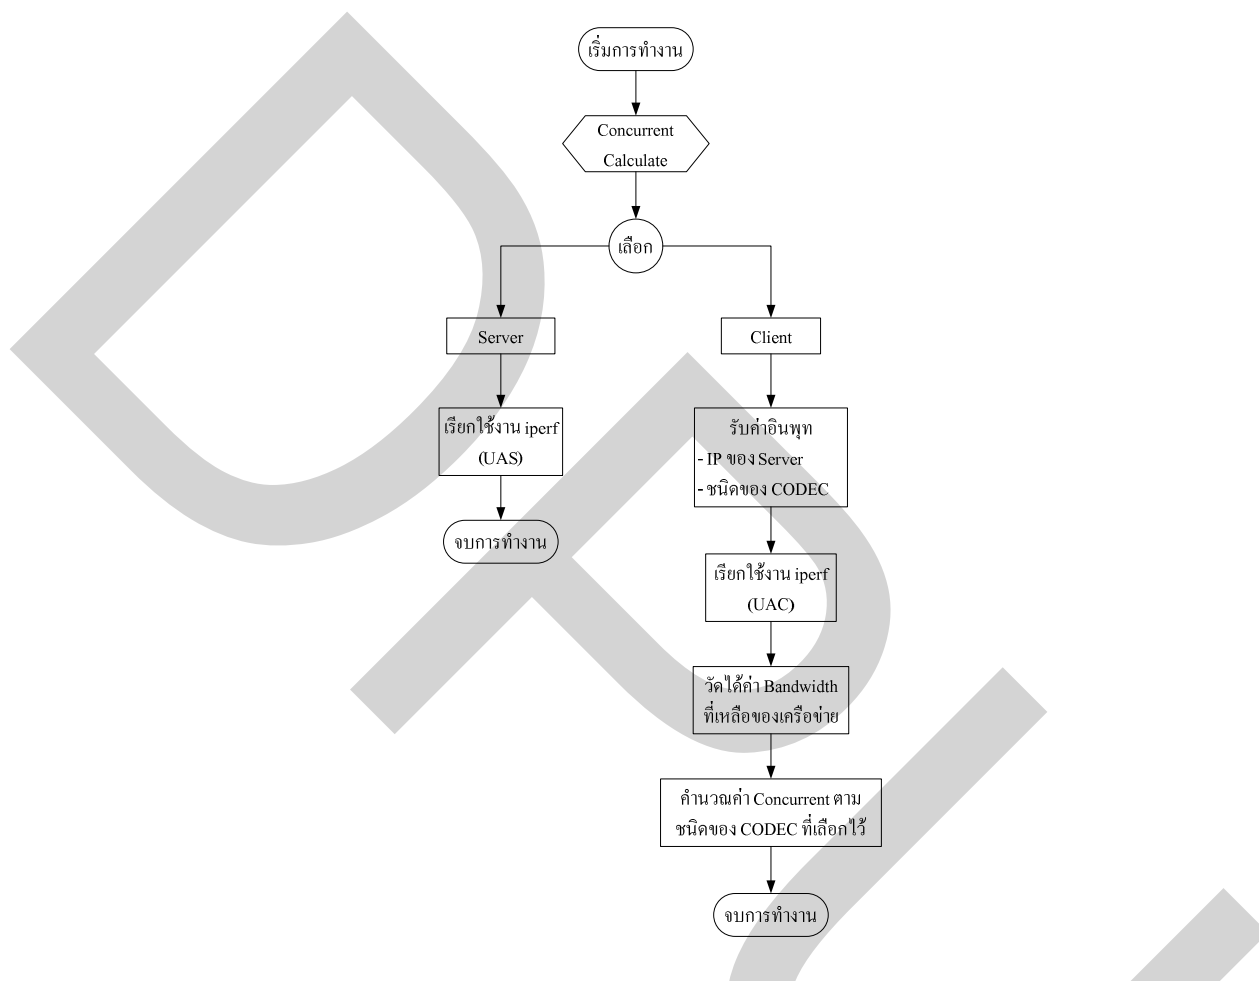 เริ่มการทำงาน
Concurrent
Calculate
เลือก
Server
Client
เรียกใช้งาน iperf
(UAS)
จบการทำงาน
รับค่าอินพุท
- IP ของ Server
- ชนิดของ CODEC
เรียกใช้งาน iperf
(UAC)
วัดได้ค่า Bandwidth
ที่เหลือของเครือข่าย
คำนวณค่า Concurrent ตาม
ชนิดของ CODEC ที่เลือกไว้
จบการทำงาน